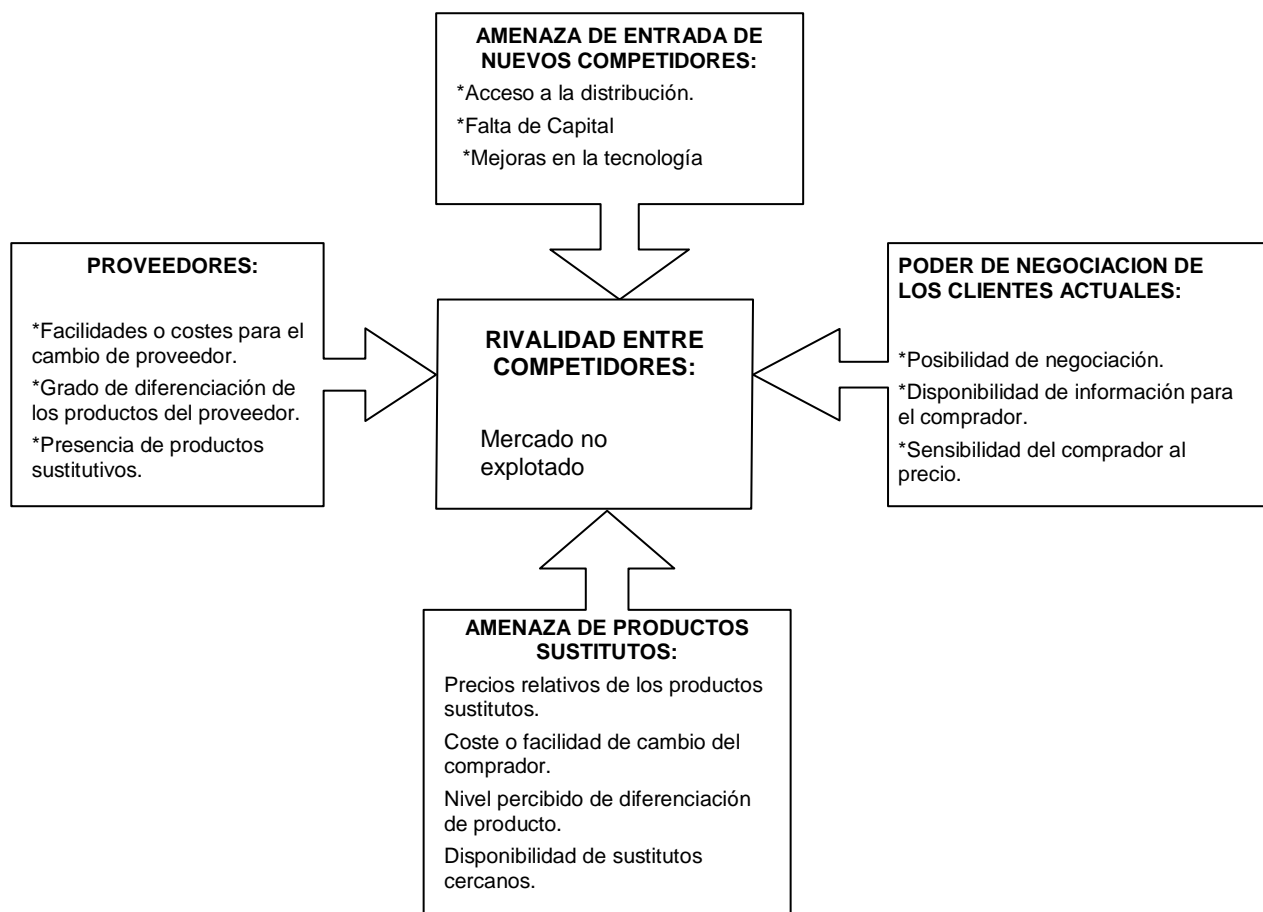 AMENAZA DE ENTRADA DE
NUEVOS COMPETIDORES:
*Acceso a la distribución.
*Falta de Capital
*Mejoras en la tecnología
PROVEEDORES:
*Facilidades o costes para el
cambio de proveedor.
*Grado de diferenciación de
los productos del proveedor.
*Presencia de productos
sustitutivos.
RIVALIDAD ENTRE
COMPETIDORES:
Mercado no
explotado
PODER DE NEGOCIACION DE
LOS CLIENTES ACTUALES:
*Posibilidad de negociación.
*Disponibilidad de información para
el comprador.
*Sensibilidad del comprador al
precio.
AMENAZA DE PRODUCTOS
SUSTITUTOS:
Precios relativos de los productos
sustitutos.
Coste o facilidad de cambio del
comprador.
Nivel percibido de diferenciación
de producto.
Disponibilidad de sustitutos
cercanos.